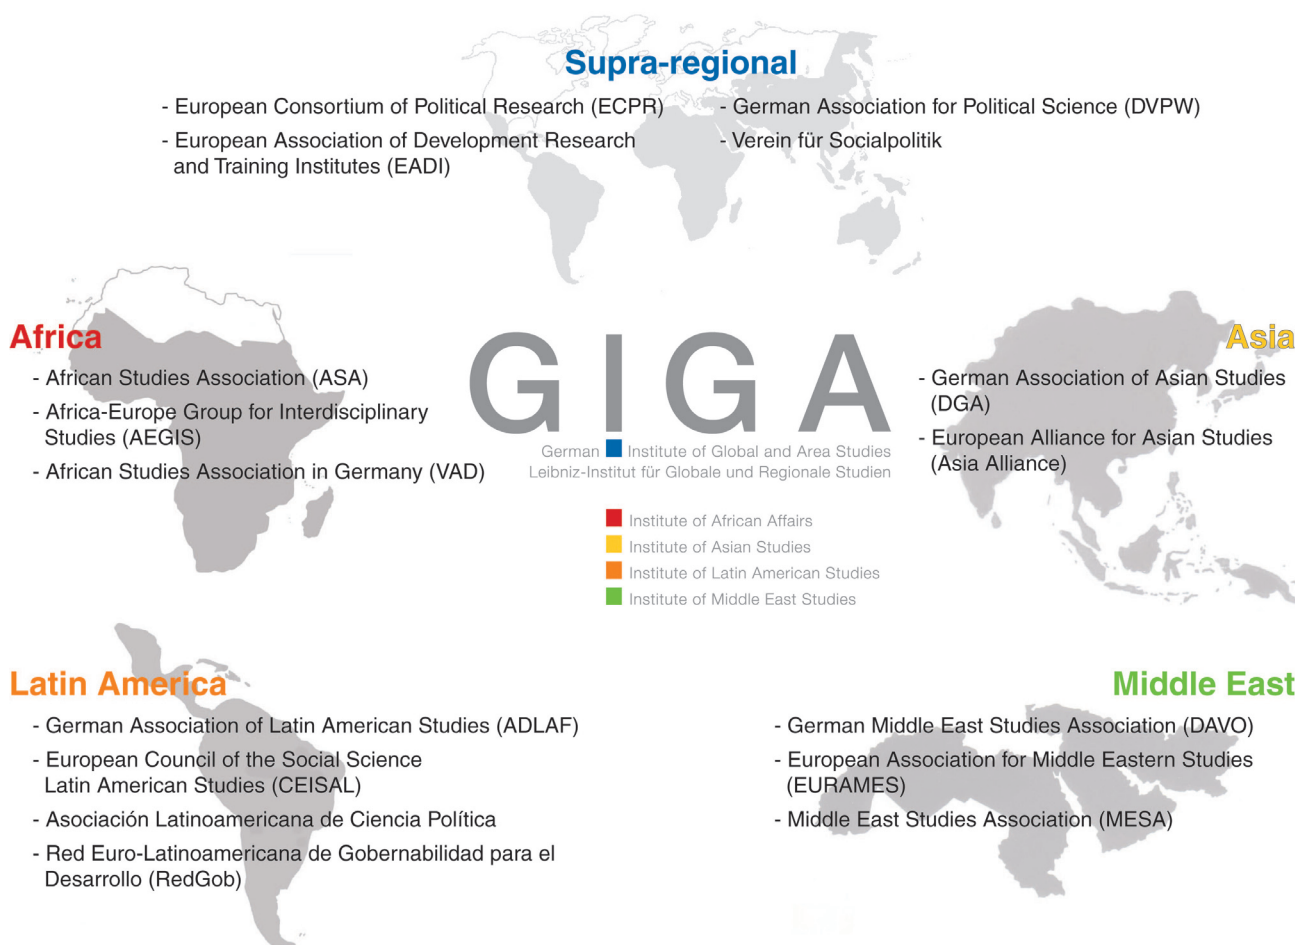 Supra-regional
- European Consortium of Political Research (ECPR)
- European Association of Development Research
and Training Institutes (EADI)
- German Association for Political Science (DVPW)
- Verein für Socialpolitik
Africa
- African Studies Association (ASA)
- Africa-Europe Group for Interdisciplinary
Studies (AEGIS)
- African Studies Association in Germany (VAD)
GIGA
German Institute of Global and Area Studies
Leibniz-Institut für Globale und Regionale Studien
Institute of African Affairs
Institute of Asian Studies
Institute of Latin American Studies
Institute of Middle East Studies
Asia
- German Association of Asian Studies
(DGA)
- European Alliance for Asian Studies
(Asia Alliance)
Latin America
- German Association of Latin American Studies (ADLAF)
- European Council of the Social Science
Latin American Studies (CEISAL)
- Asociación Latinoamericana de Ciencia Política
- Red Euro-Latinoamericana de Gobernabilidad para el
Desarrollo (RedGob)
Middle East
- German Middle East Studies Association (DAVO)
- European Association for Middle Eastern Studies
(EURAMES)
- Middle East Studies Association (MESA)